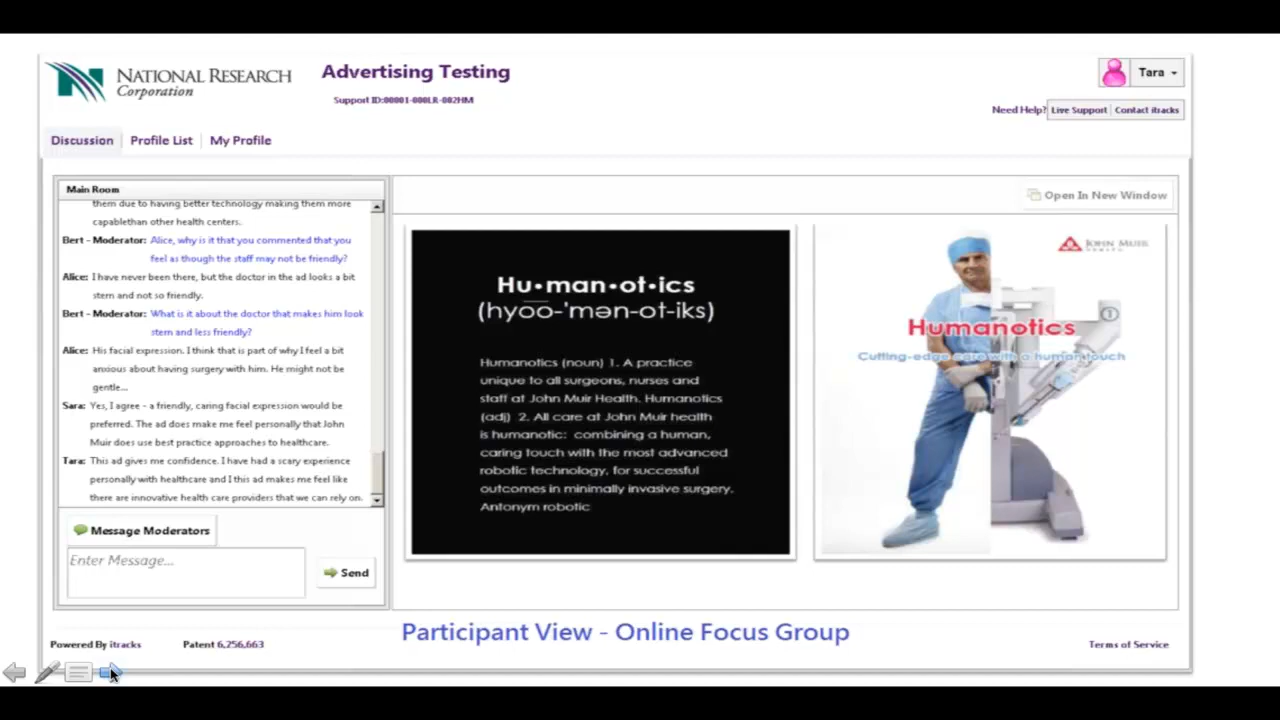 NATIONAL RESEARCH
Corporation
Advertising Testing
Support ID:00001-000LR-002HM
Tara
Need Help? Live Support Contact itracks
Discussion Profile List My Profile
Main Room
them due to having better technology making them more
capablethan other health centers.
Bert - Moderator: Alice, why is it that you commented that you
feel as though the staff may not be friendly?
Alice: I have never been there, but the doctor in the ad looks a bit
stern and not so friendly.
Bert - Moderator: What is it about the doctor that makes him look
stern and less friendly?
Alice: His facial expression. I think that is part of why I feel a bit
anxious about having surgery with him. He might not be
gentle...
Sara: Yes, I agree - a friendly, caring facial expression would be
preferred. The ad does make me feel personally that John
Muir does use best practice approaches to healthcare.
Tara: This ad gives me confidence. I have had a scary experience
personally with healthcare and I this ad makes me feel like
there are innovative health care providers that we can rely on.
Message Moderators
Enter Message...
Send
Open In New Window
Hu•man•ot•ics
(hyoo-'mən-ot-iks)
Humanotics (noun) 1. A practice
unique to all surgeons, nurses and
staff at John Muir Health. Humanotics
(adj) 2. All care at John Muir health
is humanotic: combining a human,
caring touch with the most advanced
robotic technology, for successful
outcomes in minimally invasive surgery.
Antonym robotic
JOHN MUIR
HEALTH
Humanotics
Cutting-edge care with a human touch
Participant View - Online Focus Group
Powered By itracks Patent 6,256,663
Terms of Service